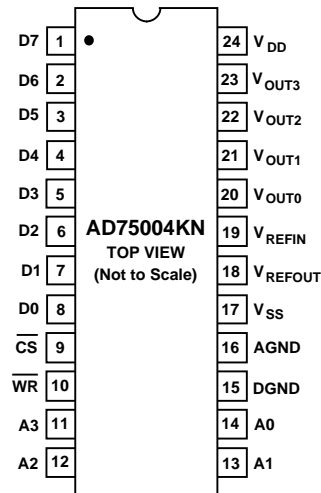 D7 1 24 VDD
D6 2 23 VOUT3
D5 3 22 VOUT2
D4 4 21 VOUT1
D3 5 20 VOUT0
D2 6 AD75004KN 19 VREFIN
TOP VIEW
D1 7 (Not to Scale) 18 VREFOUT
D0 8 17 VSS
C̅S̅ 9 16 AGND
W̅R̅ 10 15 DGND
A3 11 14 A0
A2 12 13 A1